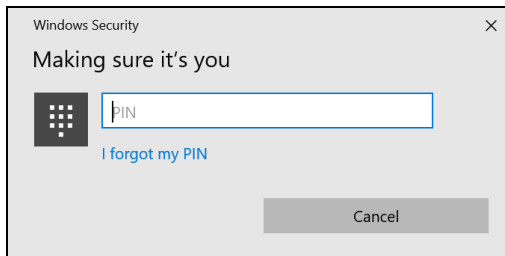 Windows Security
Making sure it's you
PIN
I forgot my PIN
Cancel